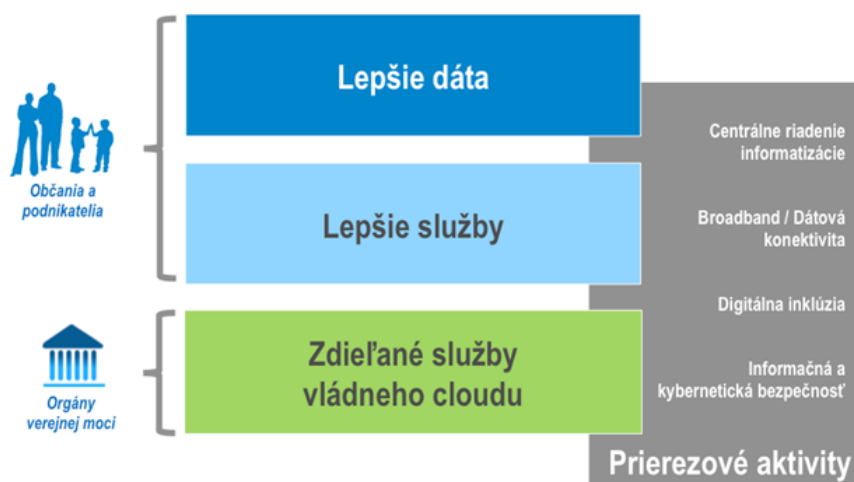 Lepšie dáta
Občania a
podnikatelia
Lepšie služby
Orgány
verejnej moci
Zdieľané služby
vládneho cloudu
Centrálne riadenie
informatizácie
Broadband / Dátová
konektivita
Digitálna inklúzia
Informačná a
kybernetická bezpečnosť
Prierezové aktivity